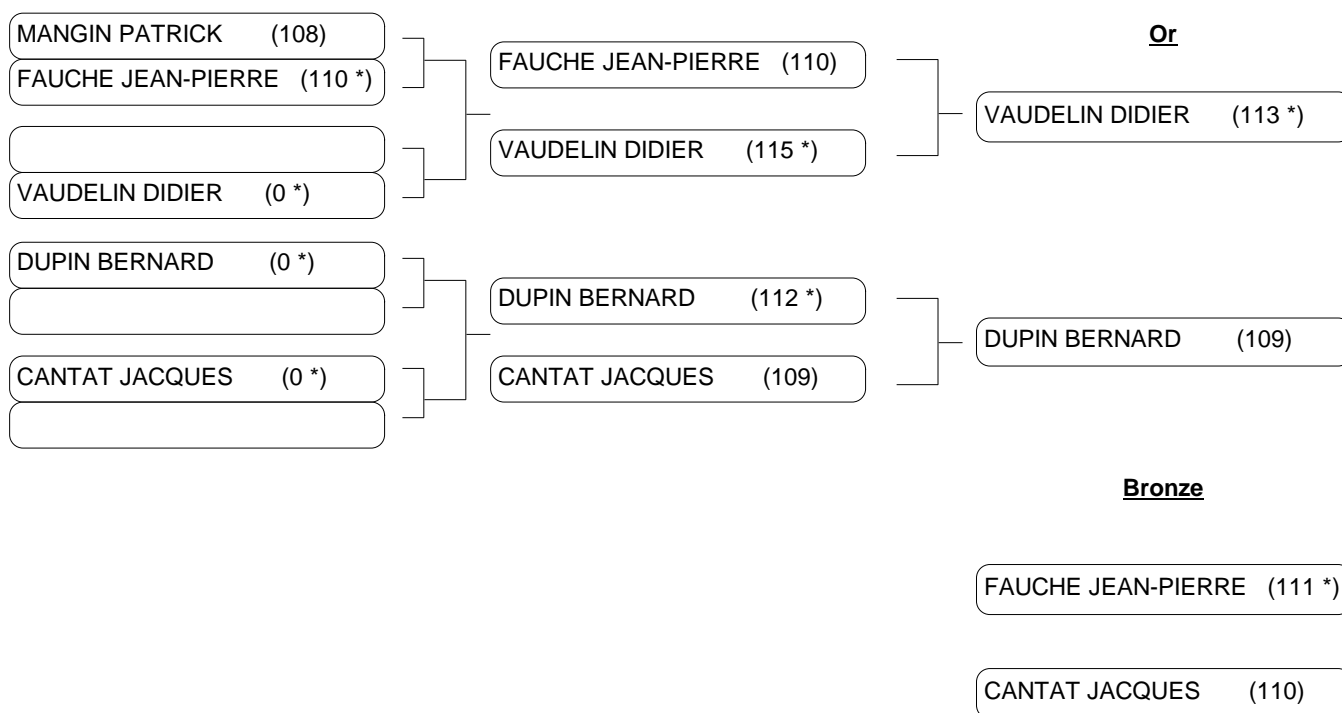 MANGIN PATRICK (108)
FAUCHE JEAN-PIERRE (110 *)
VAUDELIN DIDIER (0 *)
DUPIN BERNARD (0 *)
CANTAT JACQUES (0 *)
FAUCHE JEAN-PIERRE (110)
VAUDELIN DIDIER (115 *)
DUPIN BERNARD (112 *)
CANTAT JACQUES (109)
Or
VAUDELIN DIDIER (113 *)
DUPIN BERNARD (109)
Bronze
FAUCHE JEAN-PIERRE (111 *)
CANTAT JACQUES (110)